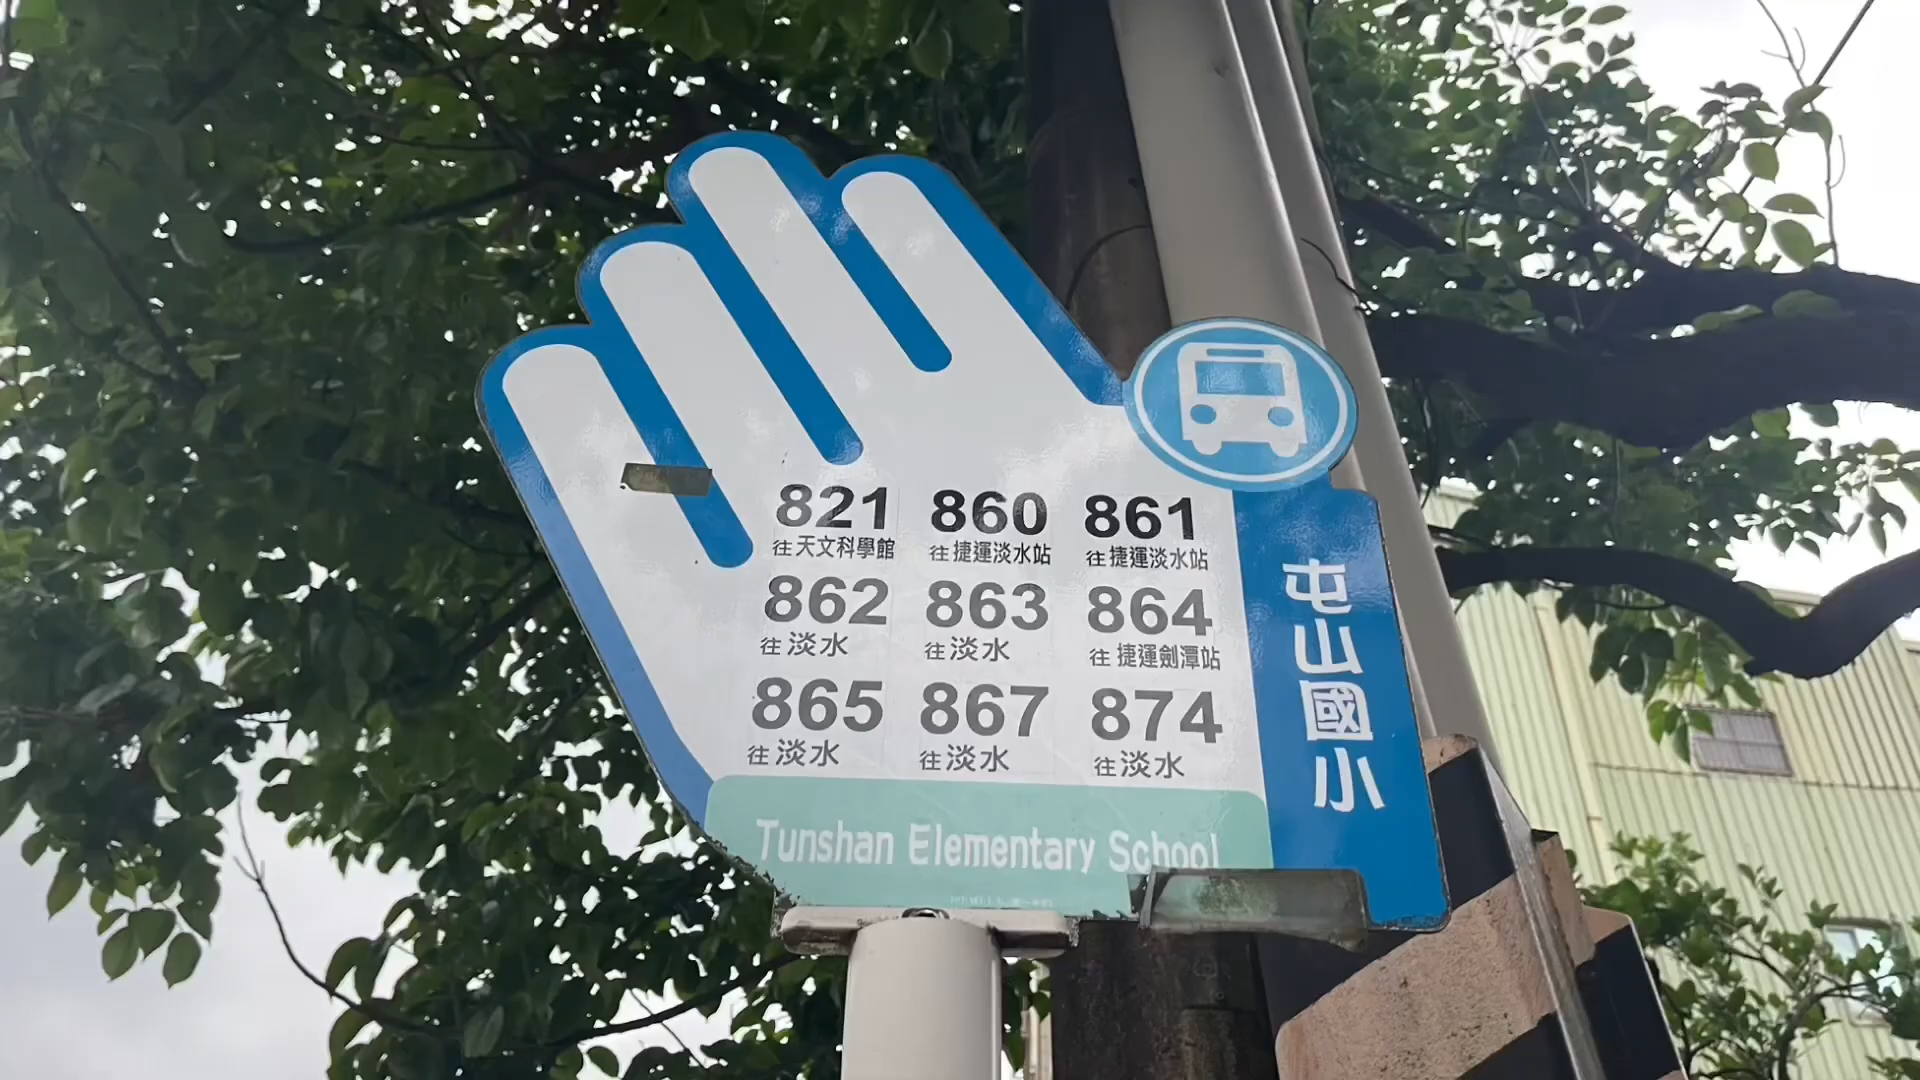 821 860 861
往天文科學館 往捷運淡水站 往捷運淡水站
862 863 864
往淡水 往淡水 往捷運劍潭站
865 867 874
往淡水 往淡水 往淡水
屯山國小
Tunshan Elementary School